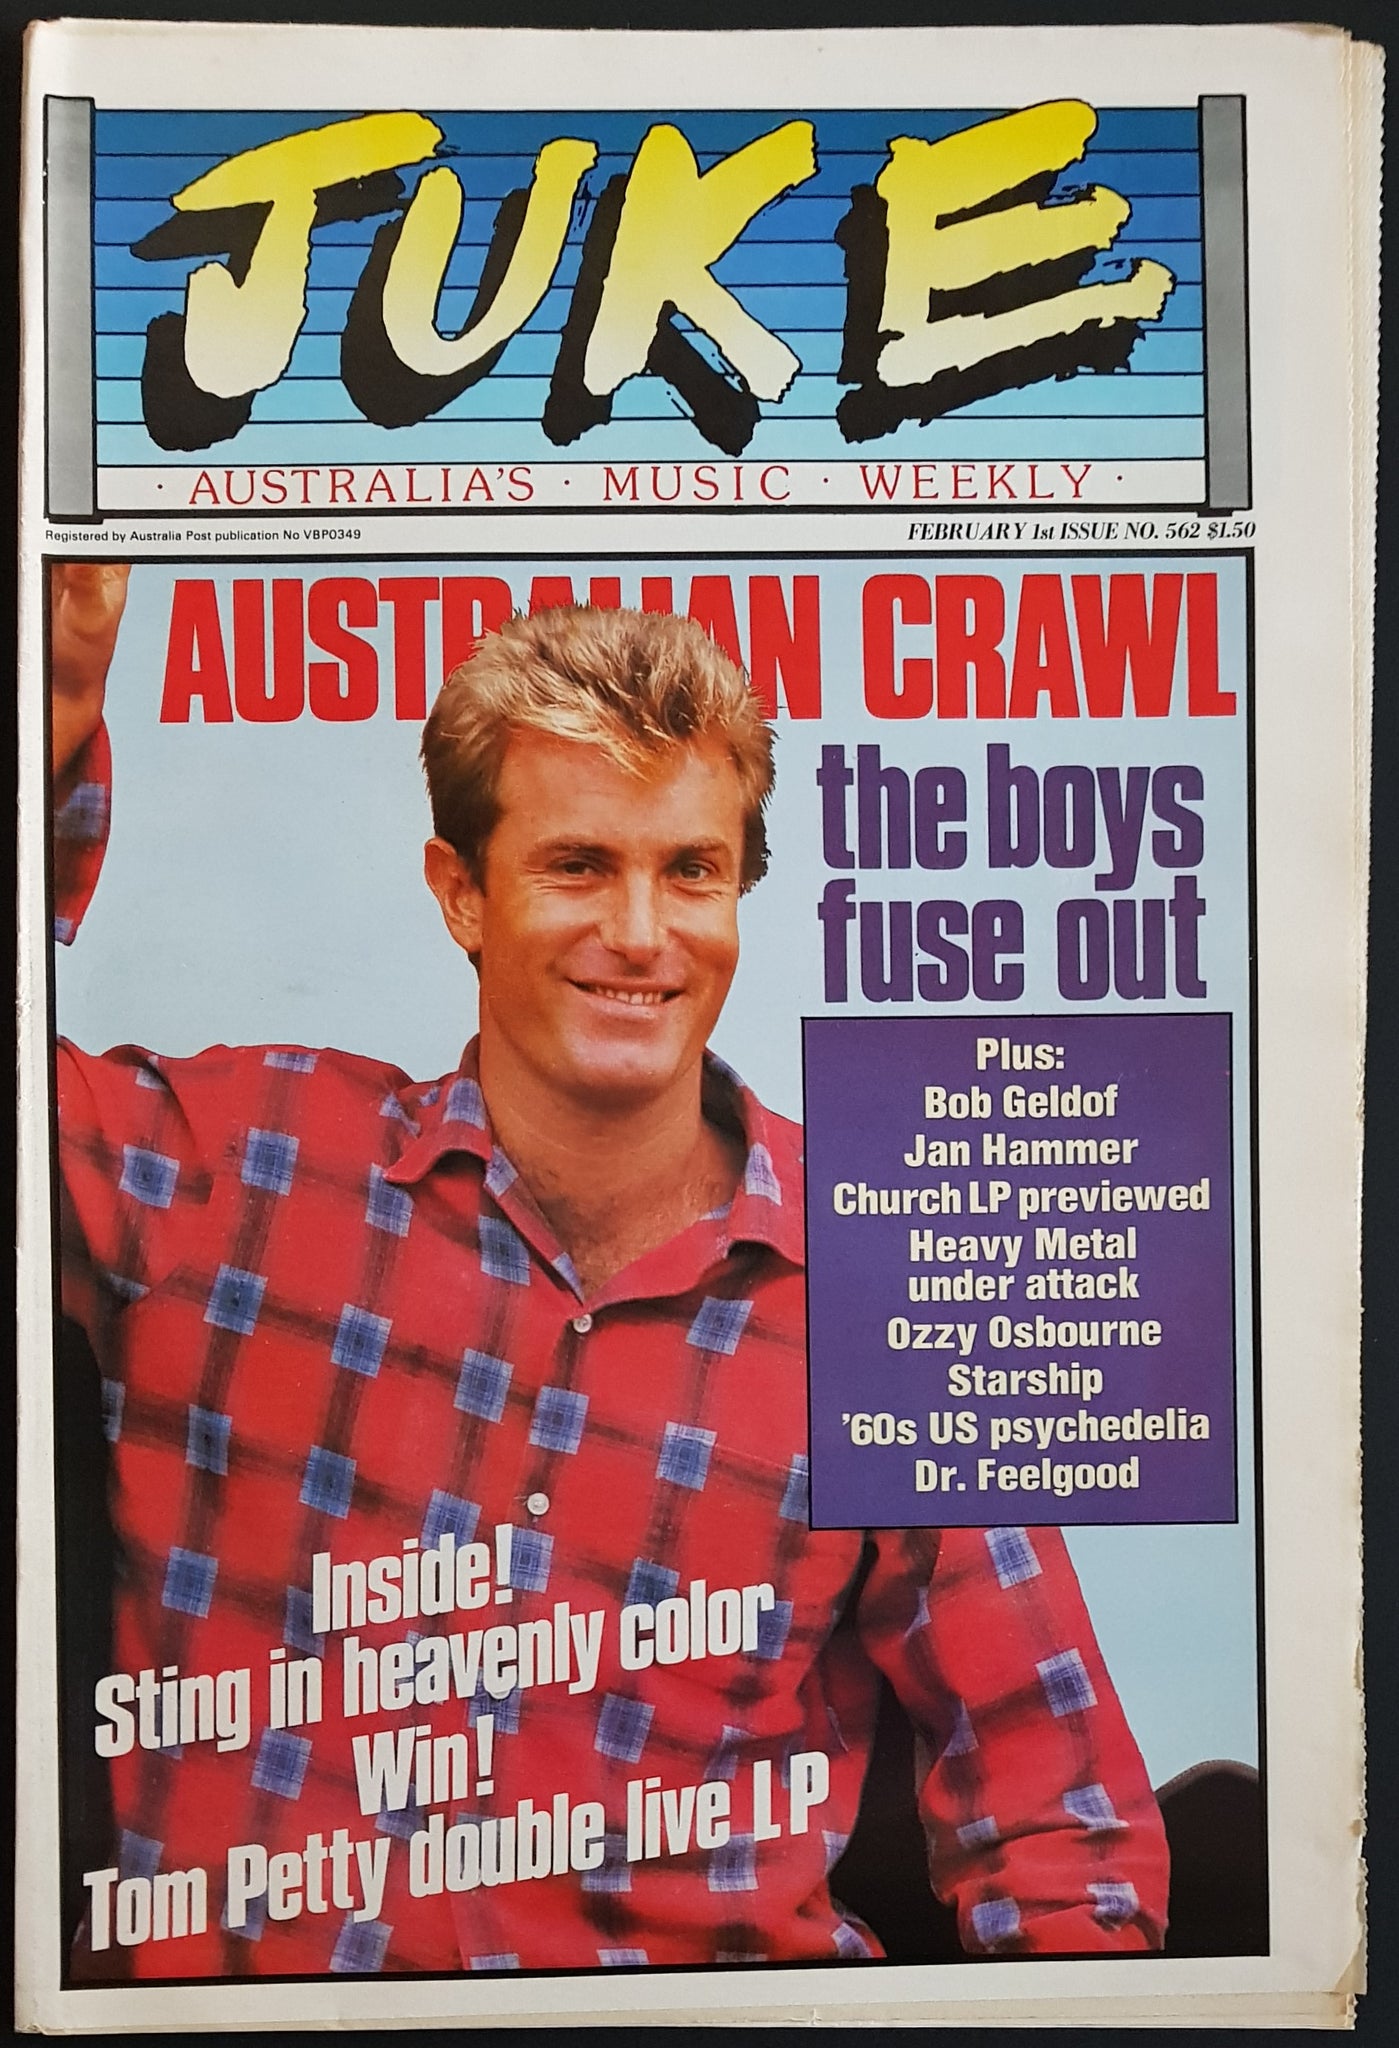 JUKE
· AUSTRALIA'S · MUSIC · WEEKLY ·
Registered by Australia Post publication No VBP0349
FEBRUARY 1st ISSUE NO. 562 $1.50
AUSTRALIAN CRAWL
the boys
fuse out
Plus:
Bob Geldof
Jan Hammer
Church LP previewed
Heavy Metal
under attack
Ozzy Osbourne
Starship
'60s US psychedelia
Dr. Feelgood
Inside!
Sting in heavenly color
Win!
Tom Petty double live LP